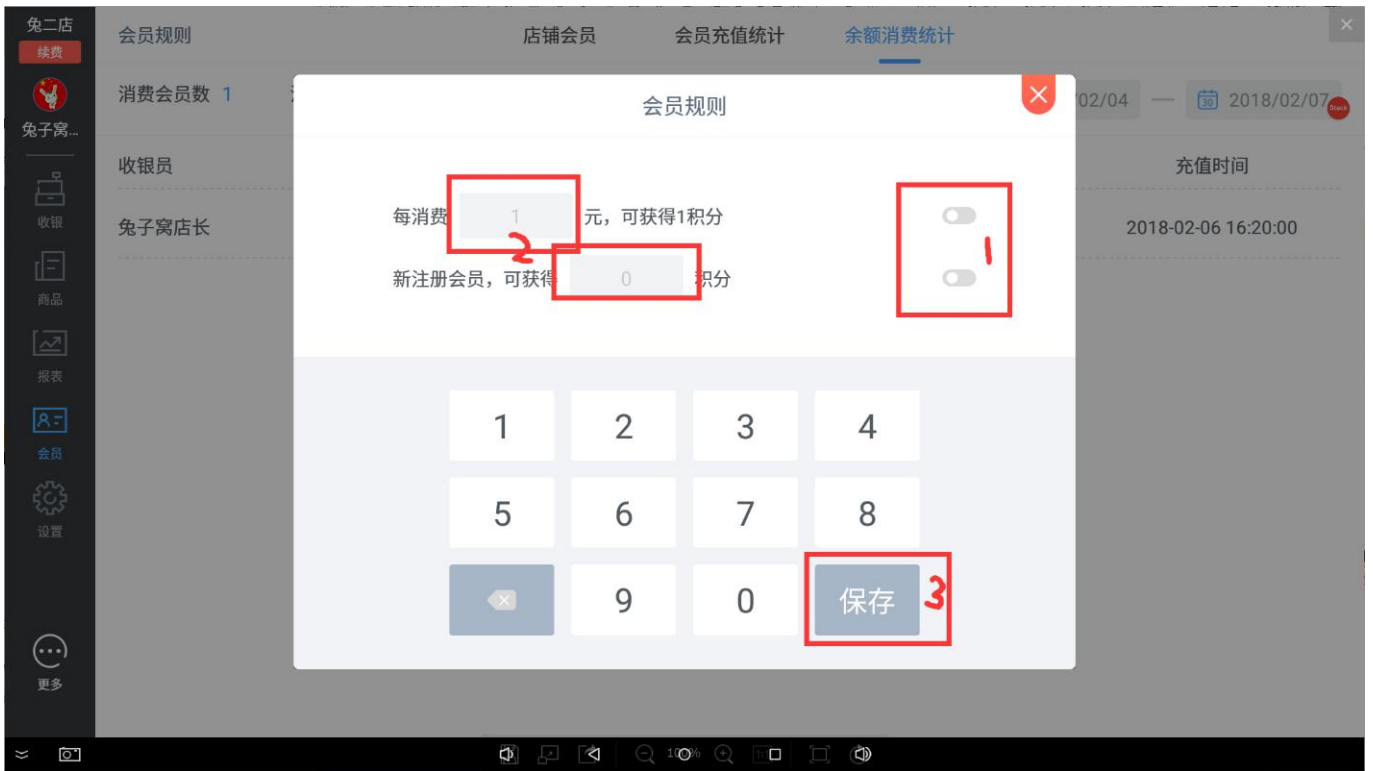 兔二店
续费
兔子窝...
收银
商品
报表
会员
设置
更多
会员规则 店铺会员 会员充值统计 余额消费统计
消费会员数 1 02/04 — 30 2018/02/07
收银员 充值时间
兔子窝店长 2018-02-06 16:20:00
会员规则
每消费 1 元，可获得1积分
新注册会员，可获得 0 积分
1
2
1 2 3 4
5 6 7 8
9 0 保存 3
100%